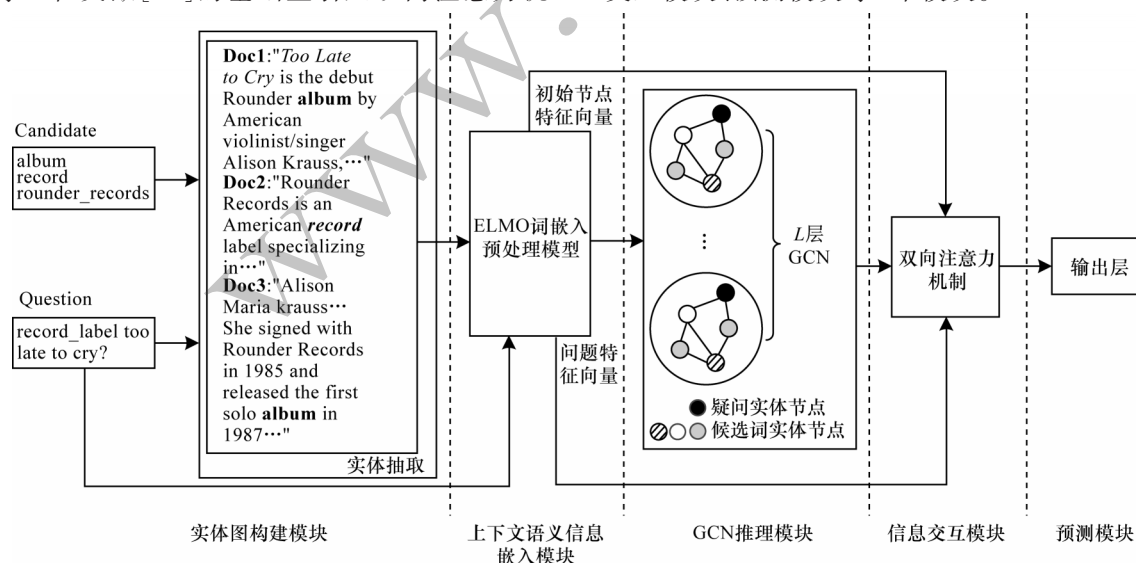 Candidate
album
record
rounder_records
Question
record_label too
late to cry?
Doc1:"Too Late
to Cry is the debut
Rounder album by
American
violinist/singer
Alison Krauss,⋯"
Doc2:"Rounder
Records is an
American record
label specializing
in⋯"
Doc3:"Alison
Maria krauss⋯
She signed with
Rounder Records
in 1985 and
released the first
solo album in
1987⋯"
实体抽取
初始节点
特征向量
ELMO词嵌入
预处理模型
问题特
征向量
⋮
L层
GCN
疑问实体节点
候选词实体节点
双向注意力
机制
输出层
实体图构建模块
上下文语义信息
嵌入模块
GCN推理模块
信息交互模块
预测模块
www.